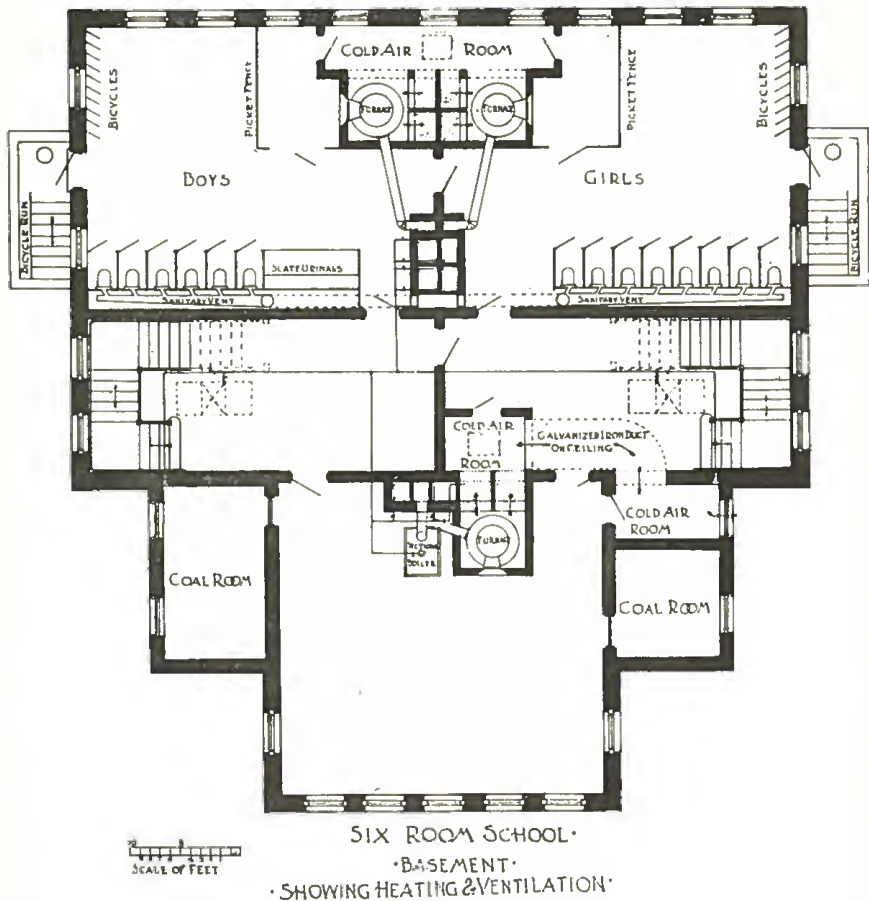 COLD AIR ROOM
BICYCLES
PICKET FENCE
FURNACE
FURNACE
PICKET FENCE
BICYCLES
BOYS
GIRLS
BICYCLE RUN
BICYCLE RUN
SLATE URINALS
SANITARY VENT
SANITARY VENT
COLD AIR
ROOM
GALVANIZED IRON DUCT
ON CEILING
COLD AIR
ROOM
FURNACE
BOILER
COAL ROOM
COAL ROOM
SCALE OF FEET
SIX ROOM SCHOOL·
·BASEMENT·
·SHOWING HEATING & VENTILATION·